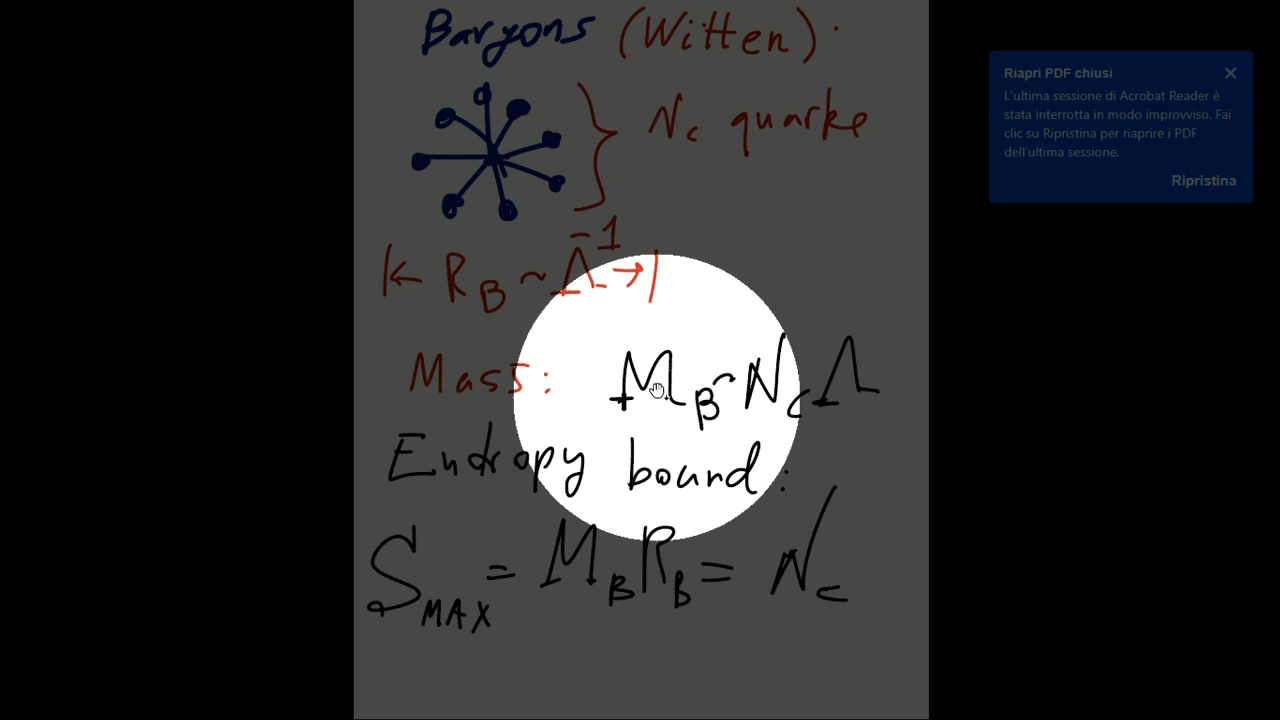 Baryons (Witten).
N_c quarks
|← R_B ~ Λ^-1 →|
Mass: M_B ~ N_c Λ
Entropy bound:
S_MAX = M_B R_B = N_c
Riapri PDF chiusi
L'ultima sessione di Acrobat Reader è
stata interrotta in modo improvviso. Fai
clic su Ripristina per riaprire i PDF
dell'ultima sessione.
Ripristina